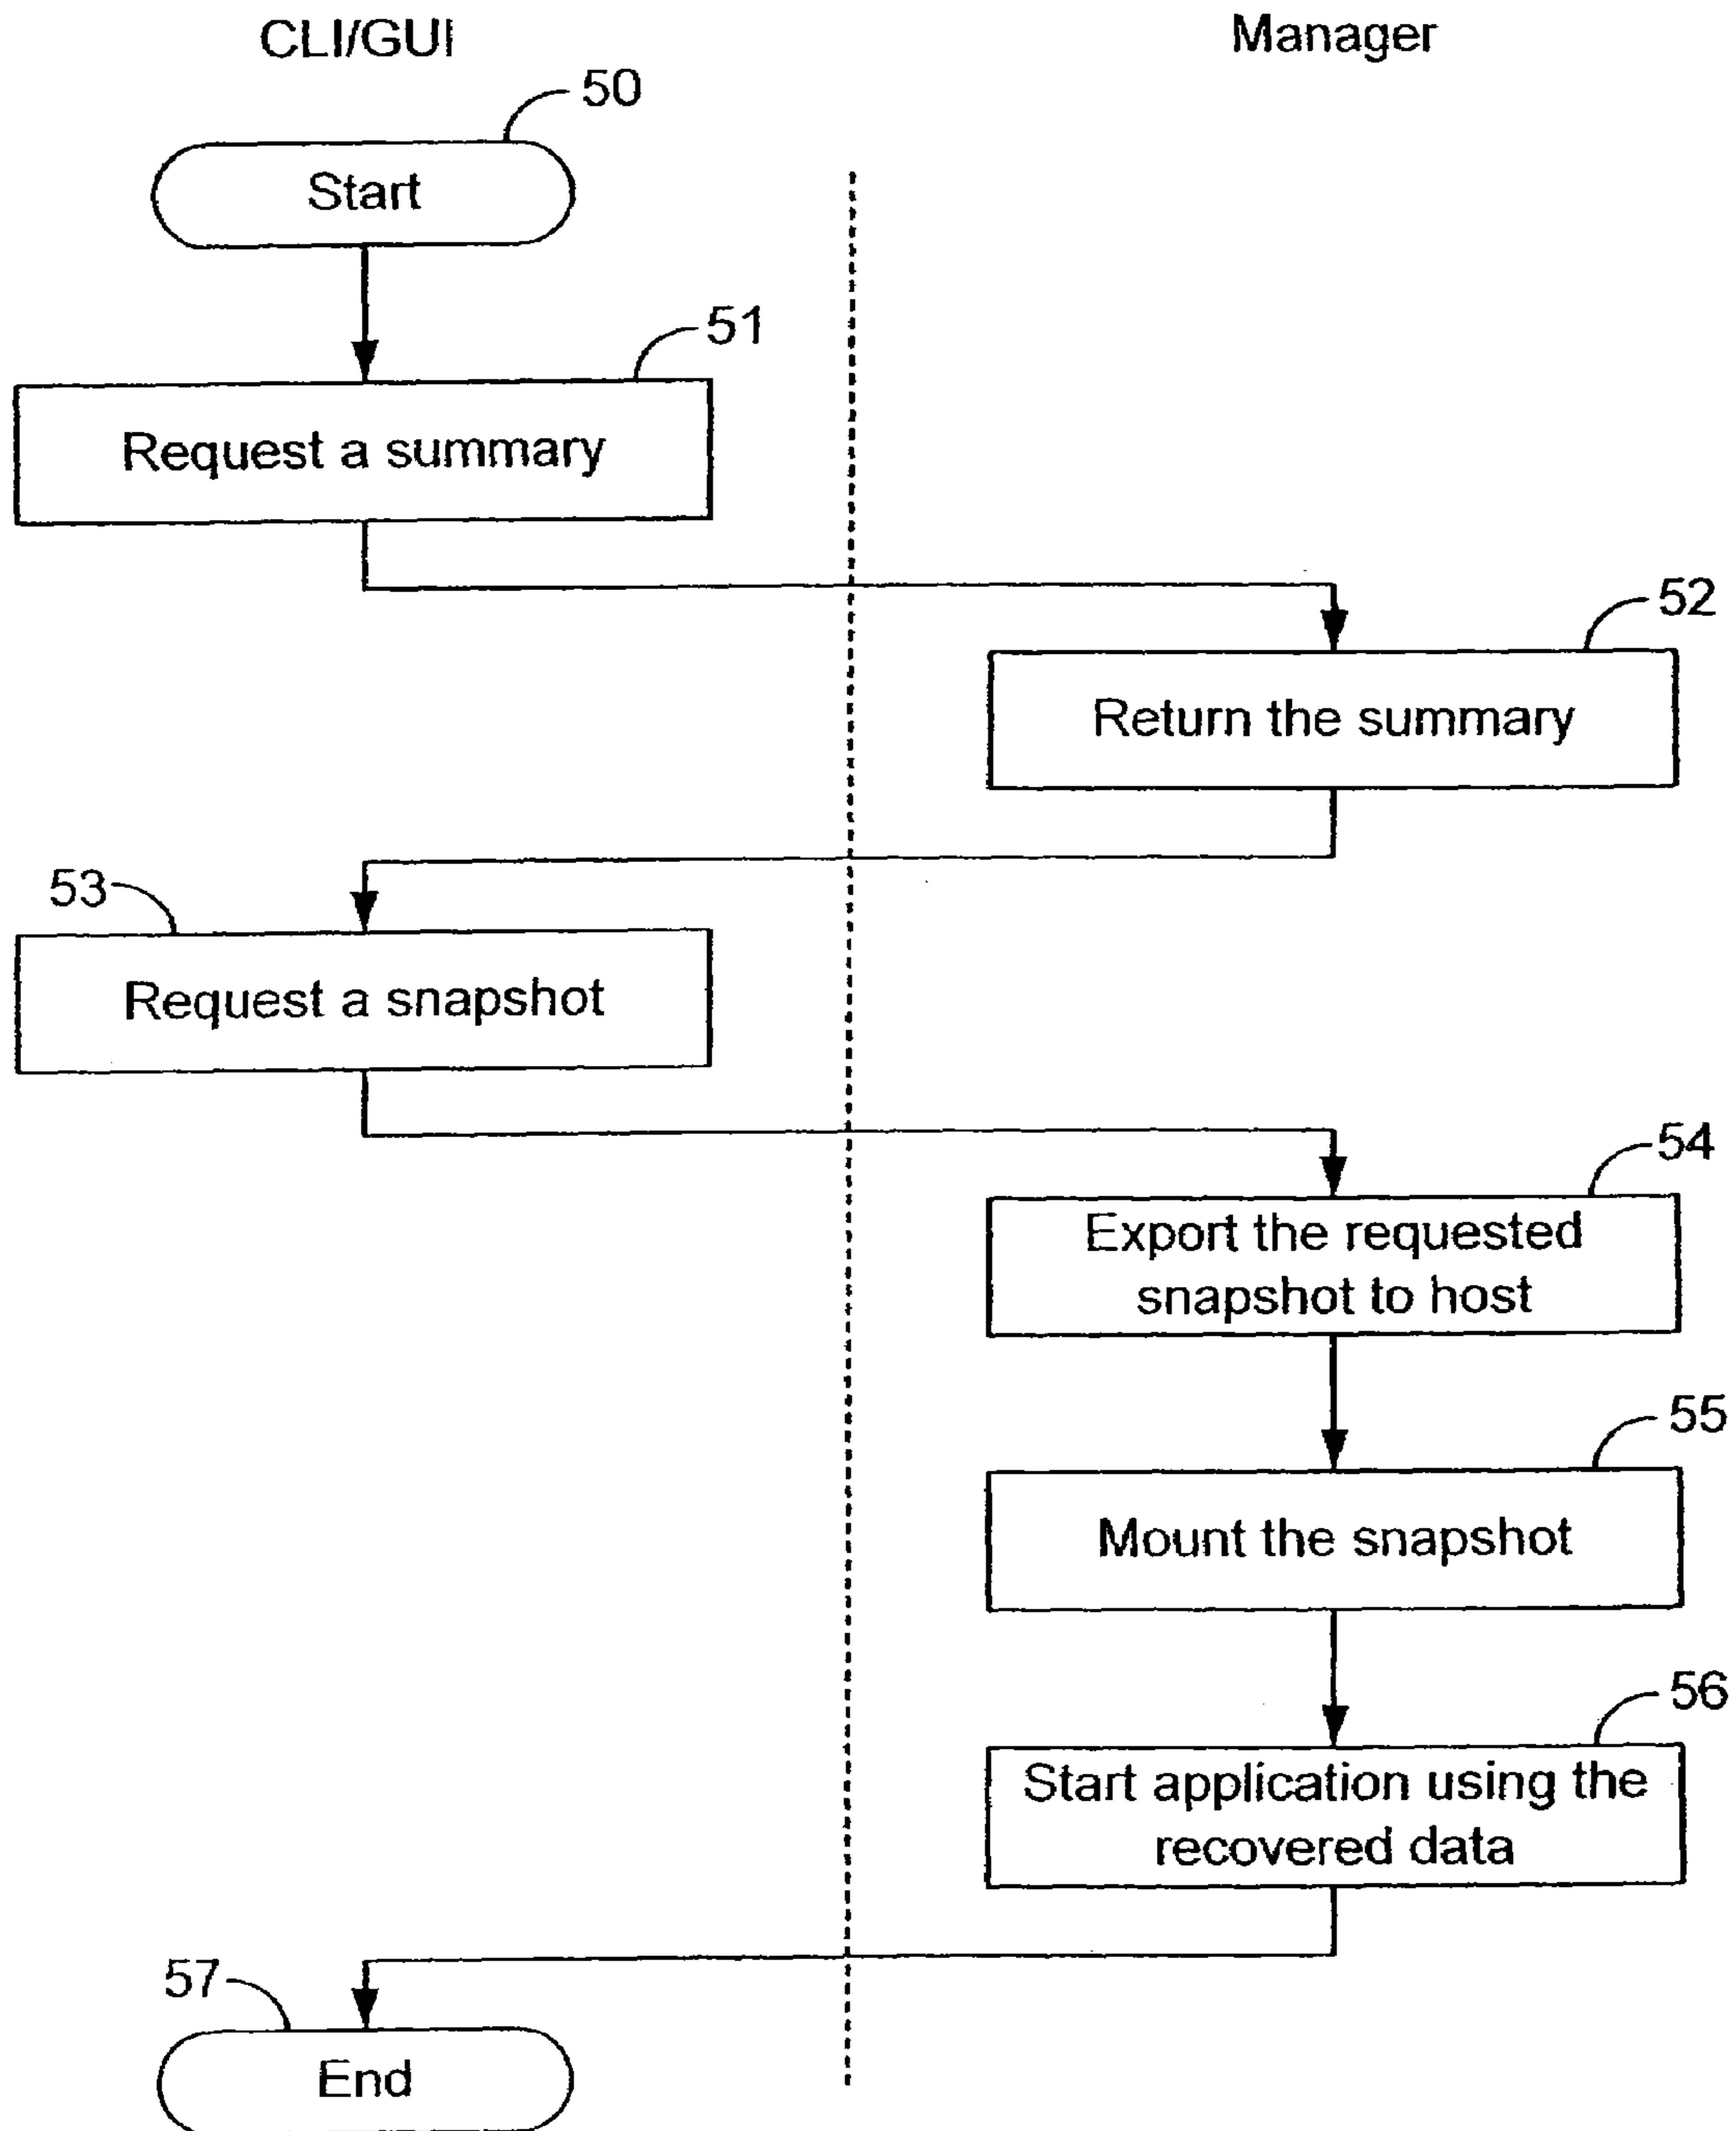 CLI/GUI
Manager
50
Start
51
Request a summary
52
Return the summary
53
Request a snapshot
54
Export the requested
snapshot to host
55
Mount the snapshot
56
Start application using the
recovered data
57
End